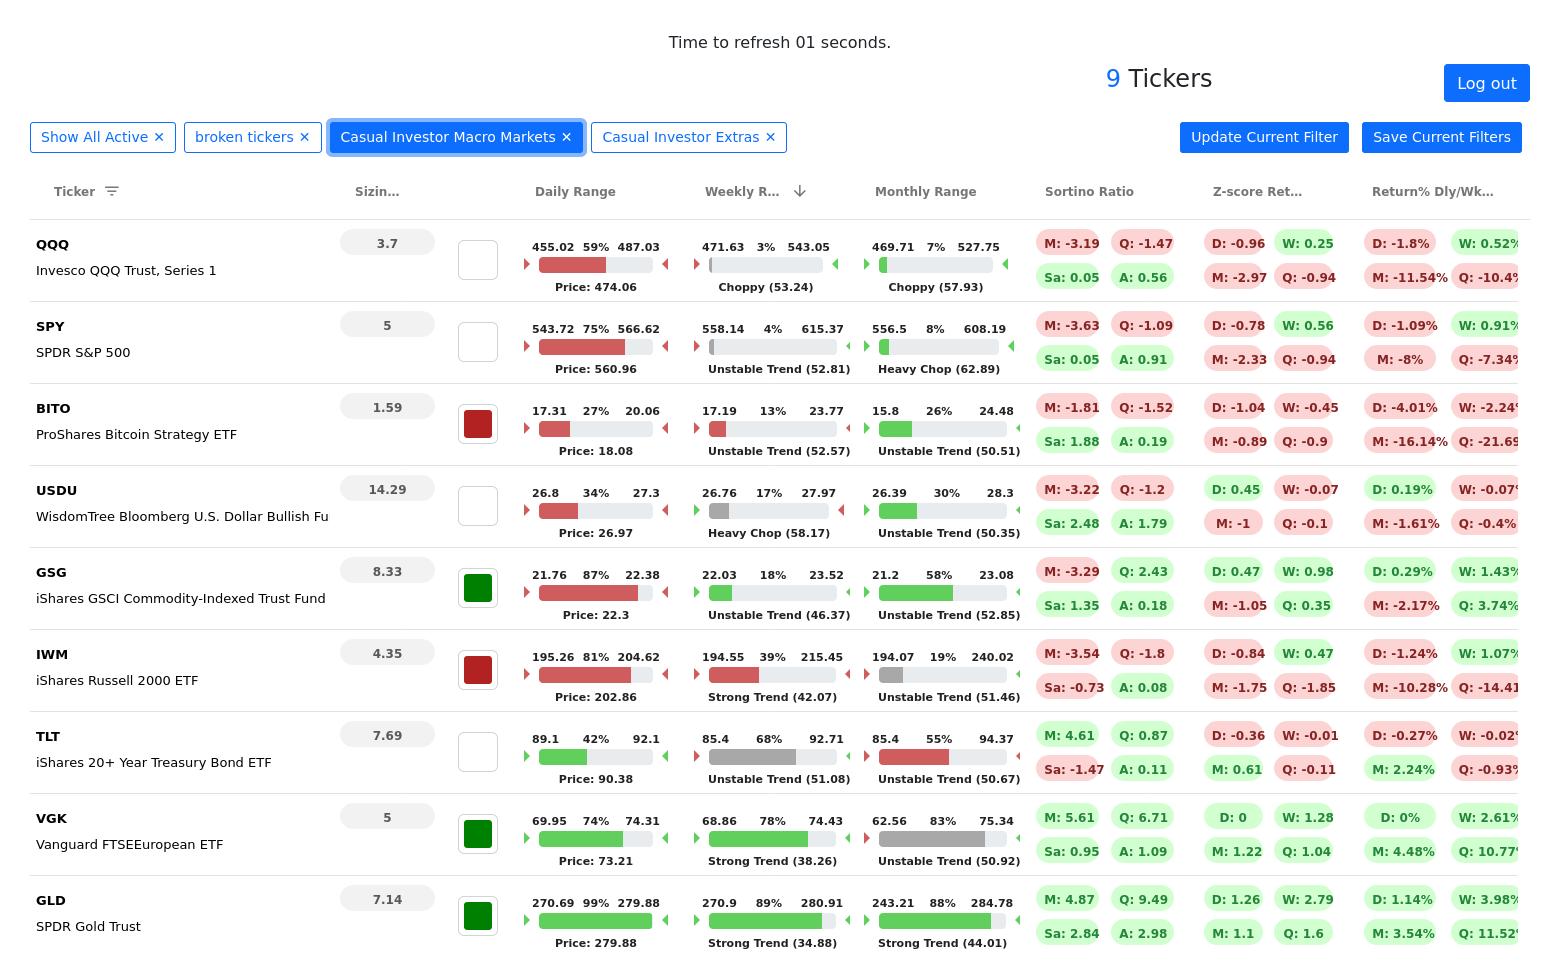 Time to refresh 01 seconds.
9 Tickers
Log out
Show All Active ✕ broken tickers ✕ Casual Investor Macro Markets ✕ Casual Investor Extras ✕ Update Current Filter Save Current Filters
Ticker Sizin... Daily Range Weekly R... Monthly Range Sortino Ratio Z-score Ret... Return% Dly/Wk...
QQQ 3.7 455.02 59% 487.03 471.63 3% 543.05 469.71 7% 527.75 M: -3.19 Q: -1.47 D: -0.96 W: 0.25 D: -1.8% W: 0.52%
Invesco QQQ Trust, Series 1 Price: 474.06 Choppy (53.24) Choppy (57.93) Sa: 0.05 A: 0.56 M: -2.97 Q: -0.94 M: -11.54% Q: -10.4%
SPY 5 543.72 75% 566.62 558.14 4% 615.37 556.5 8% 608.19 M: -3.63 Q: -1.09 D: -0.78 W: 0.56 D: -1.09% W: 0.91%
SPDR S&P 500 Price: 560.96 Unstable Trend (52.81) Heavy Chop (62.89) Sa: 0.05 A: 0.91 M: -2.33 Q: -0.94 M: -8% Q: -7.34%
BITO 1.59 17.31 27% 20.06 17.19 13% 23.77 15.8 26% 24.48 M: -1.81 Q: -1.52 D: -1.04 W: -0.45 D: -4.01% W: -2.24%
ProShares Bitcoin Strategy ETF Price: 18.08 Unstable Trend (52.57) Unstable Trend (50.51) Sa: 1.88 A: 0.19 M: -0.89 Q: -0.9 M: -16.14% Q: -21.69
USDU 14.29 26.8 34% 27.3 26.76 17% 27.97 26.39 30% 28.3 M: -3.22 Q: -1.2 D: 0.45 W: -0.07 D: 0.19% W: -0.07%
WisdomTree Bloomberg U.S. Dollar Bullish Fu Price: 26.97 Heavy Chop (58.17) Unstable Trend (50.35) Sa: 2.48 A: 1.79 M: -1 Q: -0.1 M: -1.61% Q: -0.4%
GSG 8.33 21.76 87% 22.38 22.03 18% 23.52 21.2 58% 23.08 M: -3.29 Q: 2.43 D: 0.47 W: 0.98 D: 0.29% W: 1.43%
iShares GSCI Commodity-Indexed Trust Fund Price: 22.3 Unstable Trend (46.37) Unstable Trend (52.85) Sa: 1.35 A: 0.18 M: -1.05 Q: 0.35 M: -2.17% Q: 3.74%
IWM 4.35 195.26 81% 204.62 194.55 39% 215.45 194.07 19% 240.02 M: -3.54 Q: -1.8 D: -0.84 W: 0.47 D: -1.24% W: 1.07%
iShares Russell 2000 ETF Price: 202.86 Strong Trend (42.07) Unstable Trend (51.46) Sa: -0.73 A: 0.08 M: -1.75 Q: -1.85 M: -10.28% Q: -14.41
TLT 7.69 89.1 42% 92.1 85.4 68% 92.71 85.4 55% 94.37 M: 4.61 Q: 0.87 D: -0.36 W: -0.01 D: -0.27% W: -0.02%
iShares 20+ Year Treasury Bond ETF Price: 90.38 Unstable Trend (51.08) Unstable Trend (50.67) Sa: -1.47 A: 0.11 M: 0.61 Q: -0.11 M: 2.24% Q: -0.93%
VGK 5 69.95 74% 74.31 68.86 78% 74.43 62.56 83% 75.34 M: 5.61 Q: 6.71 D: 0 W: 1.28 D: 0% W: 2.61%
Vanguard FTSEEuropean ETF Price: 73.21 Strong Trend (38.26) Unstable Trend (50.92) Sa: 0.95 A: 1.09 M: 1.22 Q: 1.04 M: 4.48% Q: 10.77%
GLD 7.14 270.69 99% 279.88 270.9 89% 280.91 243.21 88% 284.78 M: 4.87 Q: 9.49 D: 1.26 W: 2.79 D: 1.14% W: 3.98%
SPDR Gold Trust Price: 279.88 Strong Trend (34.88) Strong Trend (44.01) Sa: 2.84 A: 2.98 M: 1.1 Q: 1.6 M: 3.54% Q: 11.52%